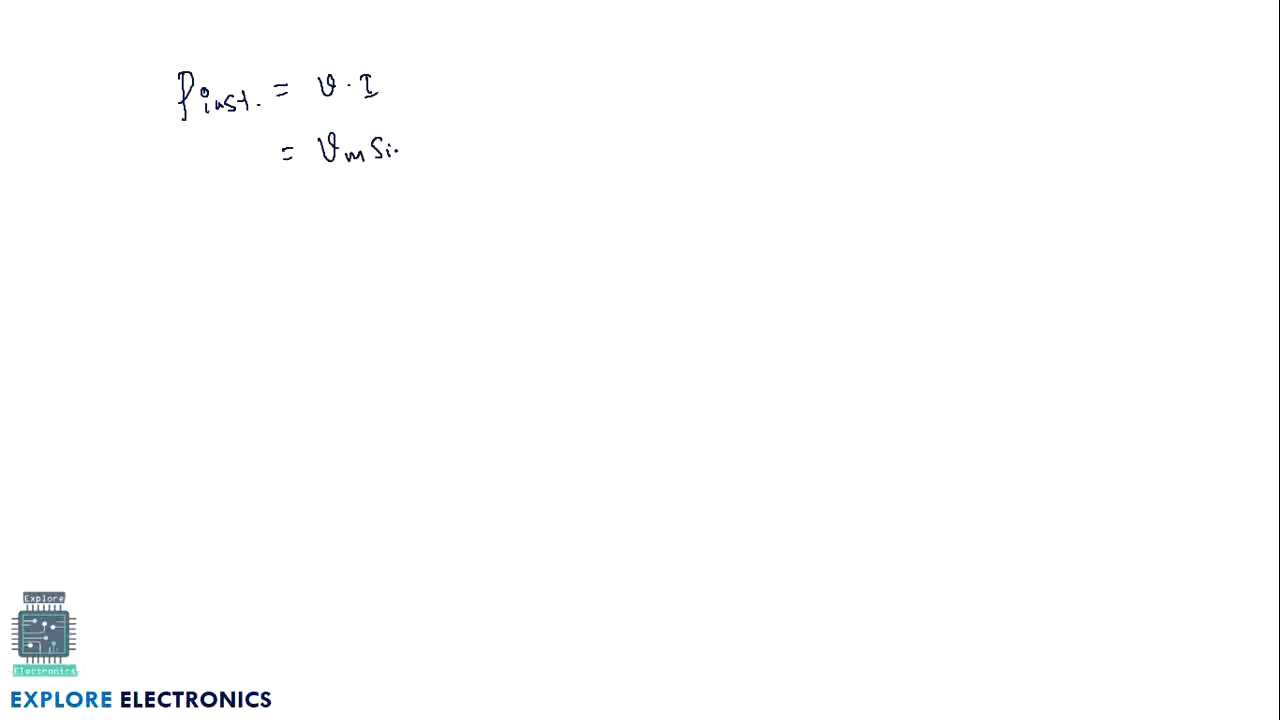 Pinst. = V · I
= Vm Si
Explore
Electronics
EXPLORE ELECTRONICS